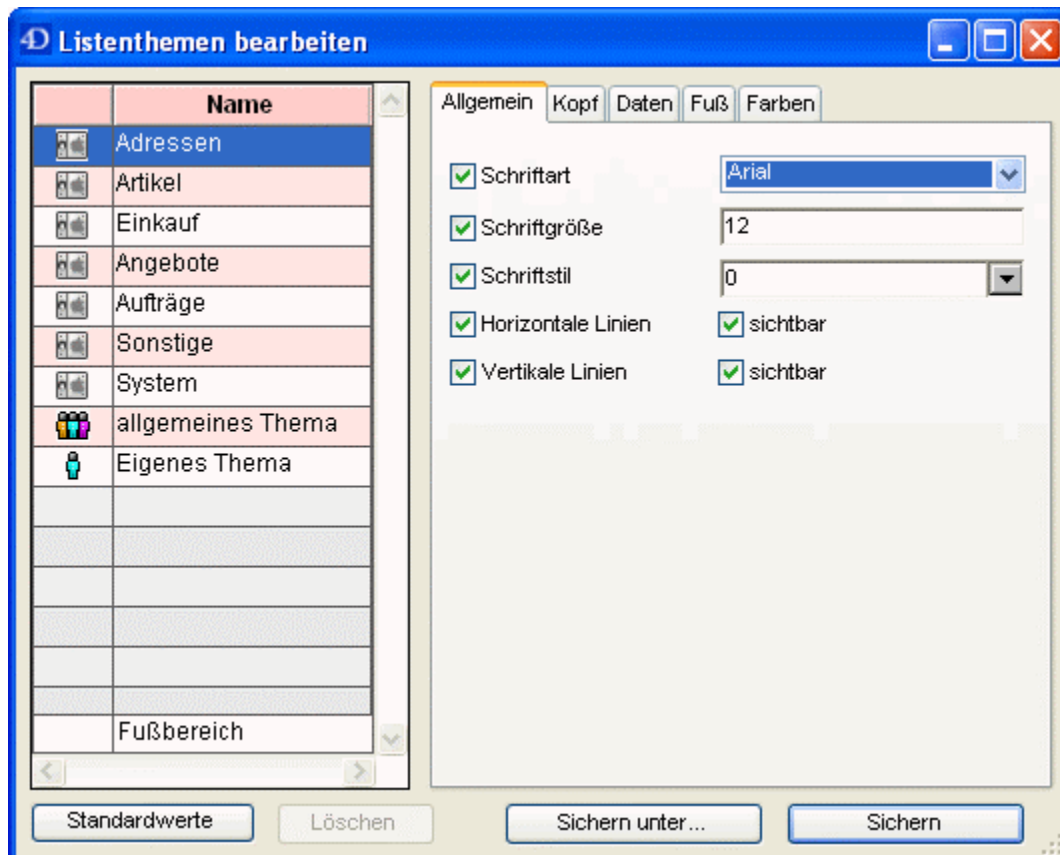 4D Listenthemen bearbeiten
Name
Adressen
Artikel
Einkauf
Angebote
Aufträge
Sonstige
System
allgemeines Thema
Eigenes Thema
Fußbereich
Allgemein Kopf Daten Fuß Farben
Schriftart Arial
Schriftgröße 12
Schriftstil 0
Horizontale Linien sichtbar
Vertikale Linien sichtbar
Standardwerte Löschen Sichern unter... Sichern